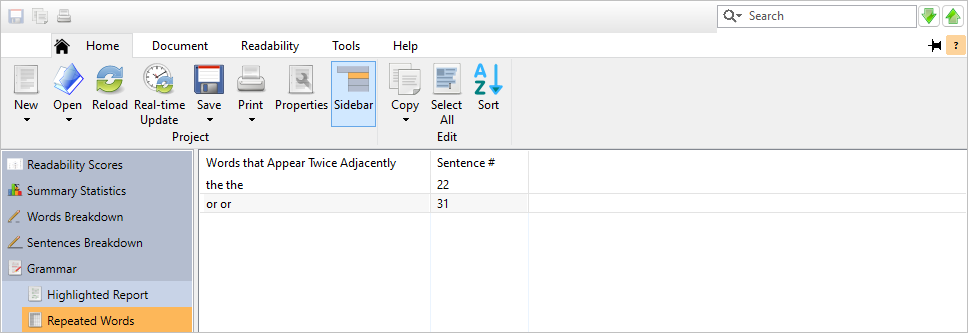 Search
?
Home Document Readability Tools Help
New Open Reload Real-time Update Save Print Properties Sidebar Copy Select All Sort
Project Edit
Readability Scores
Summary Statistics
Words Breakdown
Sentences Breakdown
Grammar
Highlighted Report
Repeated Words
Words that Appear Twice Adjacently Sentence #
the the 22
or or 31